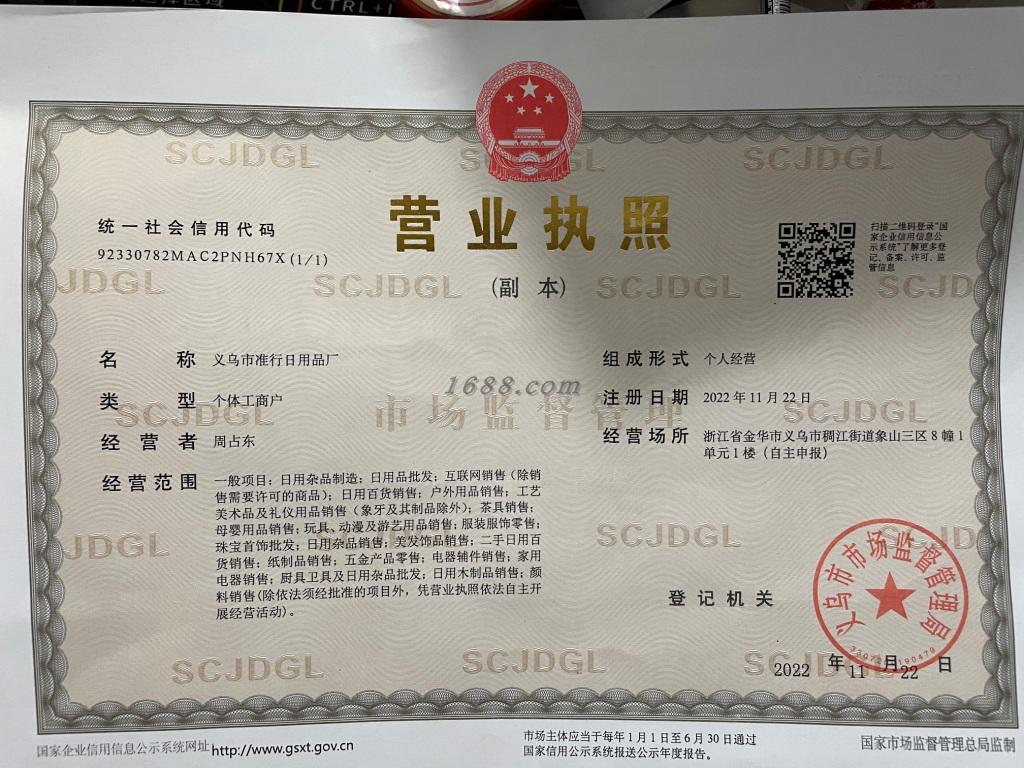 CTRL+
SCJDGL
SCJDGL
SCJDGL
营业执照
(副 本)
统一社会信用代码
92330782MAC2PNH67X (1/1)
扫描二维码登录“国
家企业信用信息公
示系统”了解更多登
记、备案、许可、监
管信息
JDGL
SCJDGL
SCJDGL
SCJD
名 称 义乌市准行日用品厂
类 型 个体工商户
经营者 周占东
经营范围 一般项目：日用杂品制造；日用品批发；互联网销售（除销
售需要许可的商品）；日用百货销售；户外用品销售；工艺
美术品及礼仪用品销售（象牙及其制品除外）；茶具销售；
母婴用品销售；玩具、动漫及游艺用品销售；服装服饰零售；
珠宝首饰批发；日用杂品销售；美发饰品销售；二手日用百
货销售；纸制品销售；五金产品零售；电器辅件销售；家用
电器销售；厨具卫具及日用杂品批发；日用木制品销售；颜
料销售(除依法须经批准的项目外，凭营业执照依法自主开
展经营活动)。
组成形式 个人经营
注册日期 2022年11月22日
经营场所 浙江省金华市义乌市稠江街道象山三区8幢1
单元1楼（自主申报）
1688.com
SCJDGL
市场监督管理
SCJDGL
JDGL
SCJDGL
登记机关
义乌市市场监督管理局
2022 年 11 月 22 日
SCJDGL
SCJDGL
国家企业信用信息公示系统网址 http://www.gsxt.gov.cn
市场主体应当于每年1月1日至6月30日通过
国家信用公示系统报送公示年度报告。
国家市场监督管理总局监制